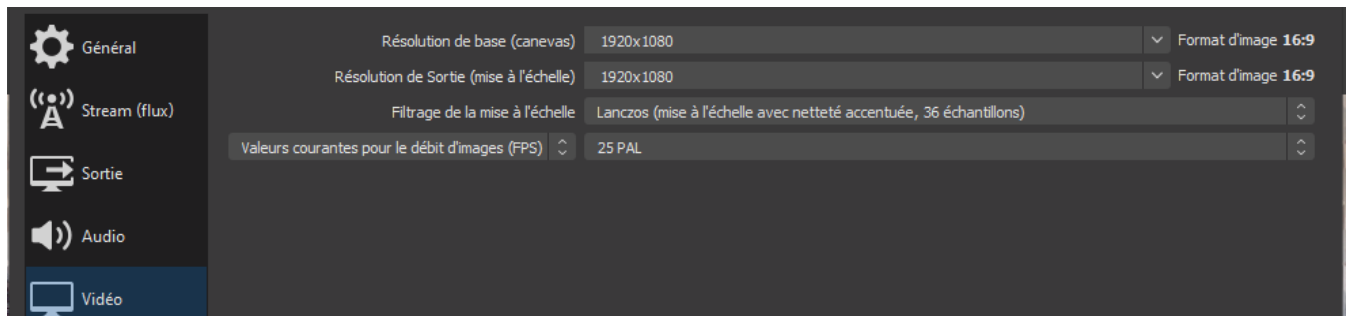 Général
Stream (flux)
Sortie
Audio
Vidéo
Résolution de base (canevas) 1920x1080 Format d'image 16:9
Résolution de Sortie (mise à l'échelle) 1920x1080 Format d'image 16:9
Filtrage de la mise à l'échelle Lanczos (mise à l'échelle avec netteté accentuée, 36 échantillons)
Valeurs courantes pour le débit d'images (FPS) 25 PAL